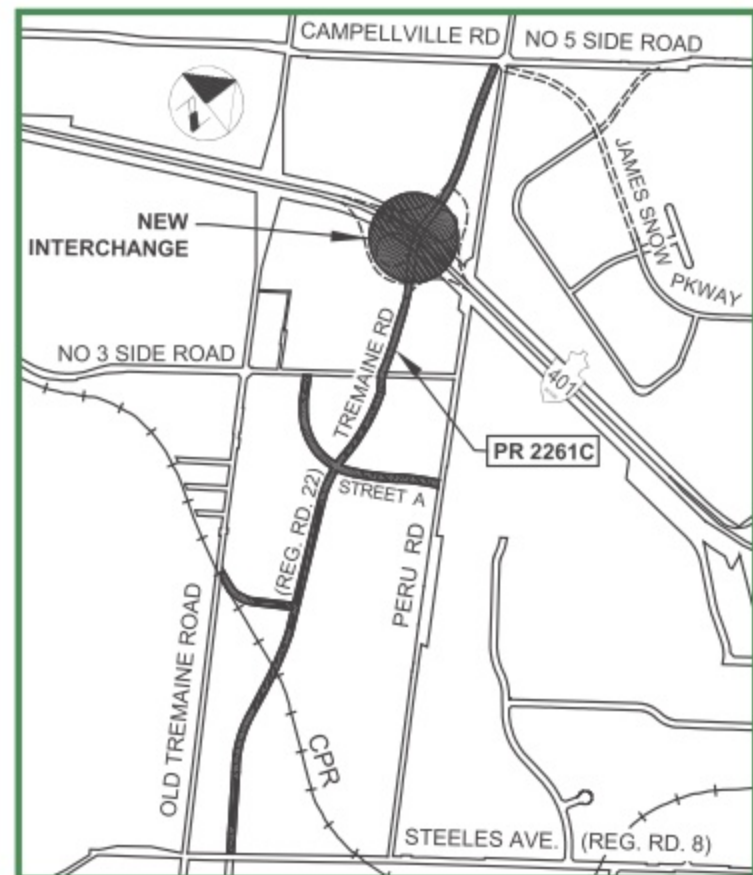 CAMPELLVILLE RD
NO 5 SIDE ROAD
JAMES SNOW
PKWAY
NEW
INTERCHANGE
NO 3 SIDE ROAD
TREMAINE RD
401
PR 2261C
STREET A
(REG. RD. 22)
PERU RD
OLD TREMAINE ROAD
CPR
STEELES AVE. (REG. RD. 8)